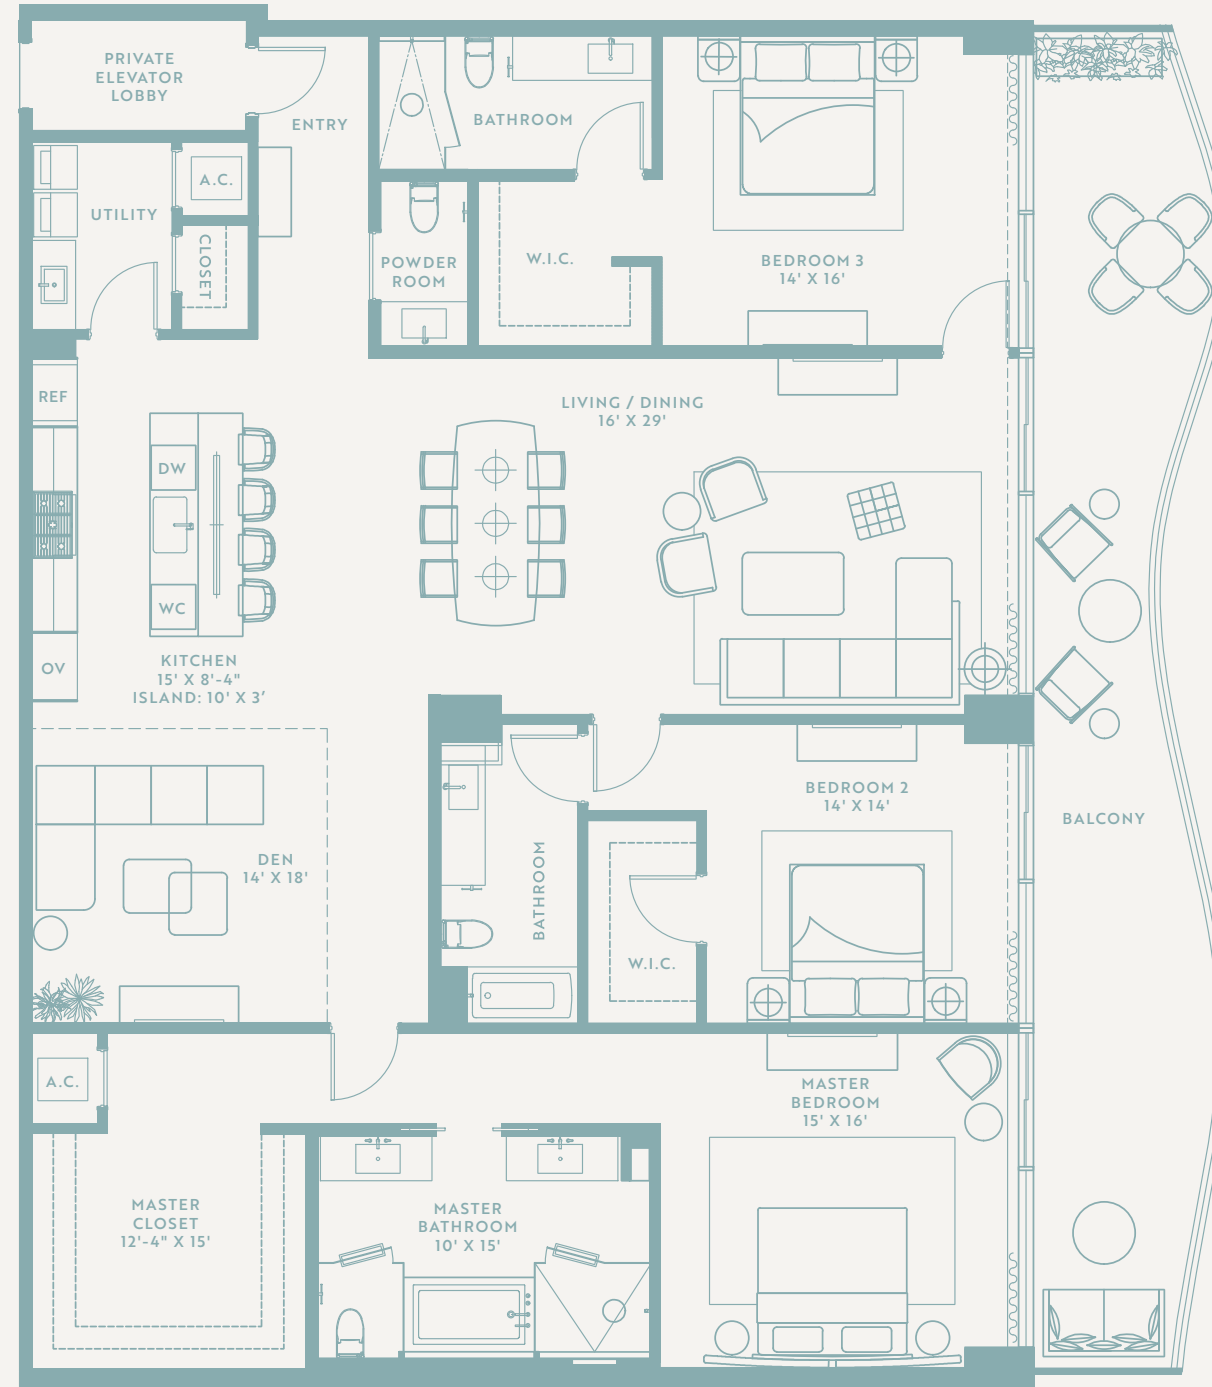 PRIVATE
ELEVATOR
LOBBY
ENTRY
BATHROOM
A.C.
UTILITY
CLOSET
POWDER
ROOM
W.I.C.
BEDROOM 3
14' X 16'
REF
LIVING / DINING
16' X 29'
DW
WC
OV
KITCHEN
15' X 8'-4"
ISLAND: 10' X 3'
BEDROOM 2
14' X 14'
BALCONY
DEN
14' X 18'
BATHROOM
W.I.C.
A.C.
MASTER
BEDROOM
15' X 16'
MASTER
CLOSET
12'-4" X 15'
MASTER
BATHROOM
10' X 15'